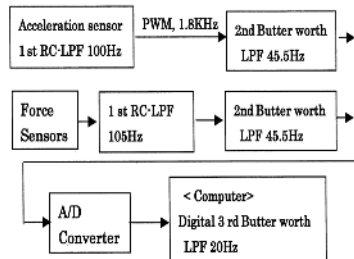 Acceleration sensor
1 st RC-LPF 100Hz
PWM, 1.8KHz
2nd Butter worth
LPF 45.5Hz
Force
Sensors
1 st RC-LPF
105Hz
2nd Butter worth
LPF 45.5Hz
A/D
Converter
< Computer>
Digital 3 rd Butter worth
LPF 20Hz